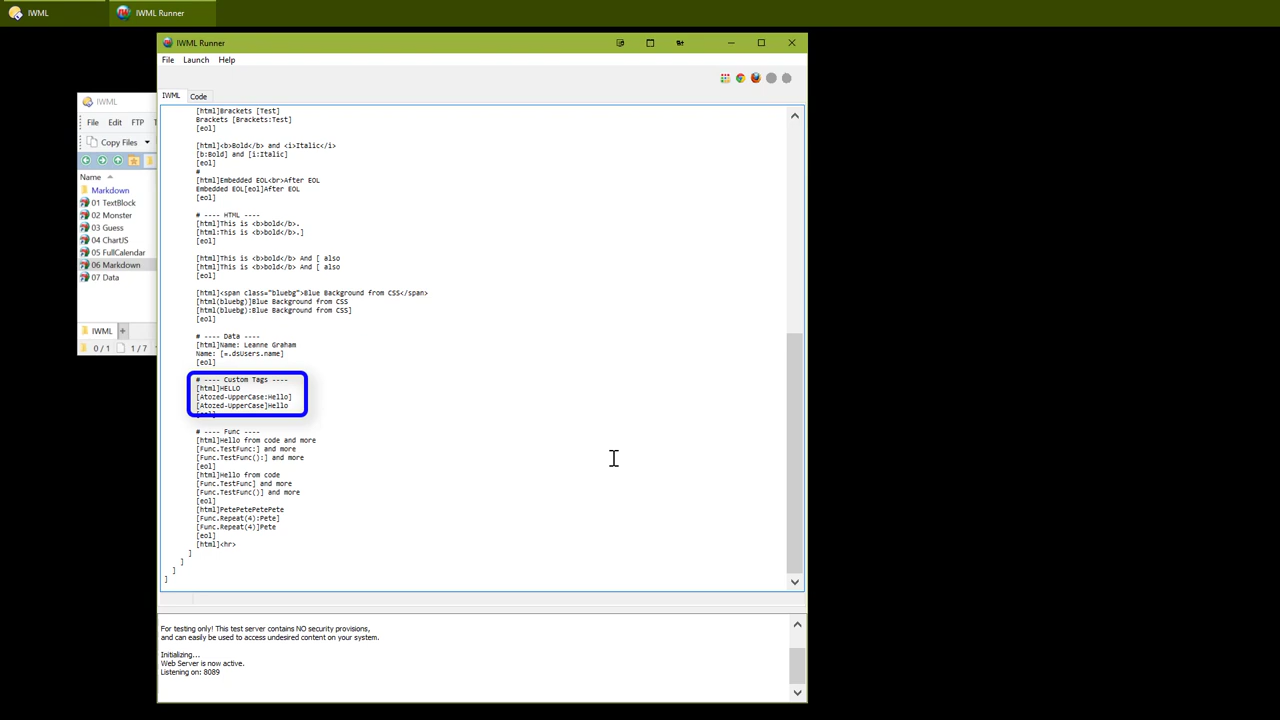 IWML
IWML Runner
IWML Runner
File Launch Help
IWML Code
[html]Brackets [Test]
Brackets [Brackets:Test]
[eol]
[html]<b>Bold</b> and <i>Italic</i>
[b:Bold] and [i:Italic]
[eol]
#
[html]Embedded EOL<br>After EOL
Embedded EOL[eol]After EOL
[eol]
# ---- HTML ----
[html]This is <b>bold</b>.
[html:This is <b>bold</b>.]
[eol]
[html]This is <b>bold</b> And [ also
[html]This is <b>bold</b> And [ also
[eol]
[html]<span class="bluebg">Blue Background from CSS</span>
[html(bluebg)]Blue Background from CSS
[html(bluebg):Blue Background from CSS]
[eol]
# ---- Data ----
[html]Name: Leanne Graham
Name: [=.dsUsers.name]
[eol]
# ---- Custom Tags ----
[html]HELLO
[Atozed-UpperCase:Hello]
[Atozed-UpperCase]Hello
[eol]
# ---- Func ----
[html]Hello from code and more
[Func.TestFunc:] and more
[Func.TestFunc():] and more
[eol]
[html]Hello from code
[Func.TestFunc] and more
[Func.TestFunc()] and more
[eol]
[html]PetePetePetePete
[Func.Repeat(4):Pete]
[Func.Repeat(4)]Pete
[eol]
[html]<hr>
]
]
]
]
For testing only! This test server contains NO security provisions,
and can easily be used to access undesired content on your system.
Initializing...
Web Server is now active.
Listening on: 8089
IWML
File Edit FTP T
Copy Files
Name
Markdown
01 TextBlock
02 Monster
03 Guess
04 ChartJS
05 FullCalendar
06 Markdown
07 Data
IWML +
0 / 1 1 / 7